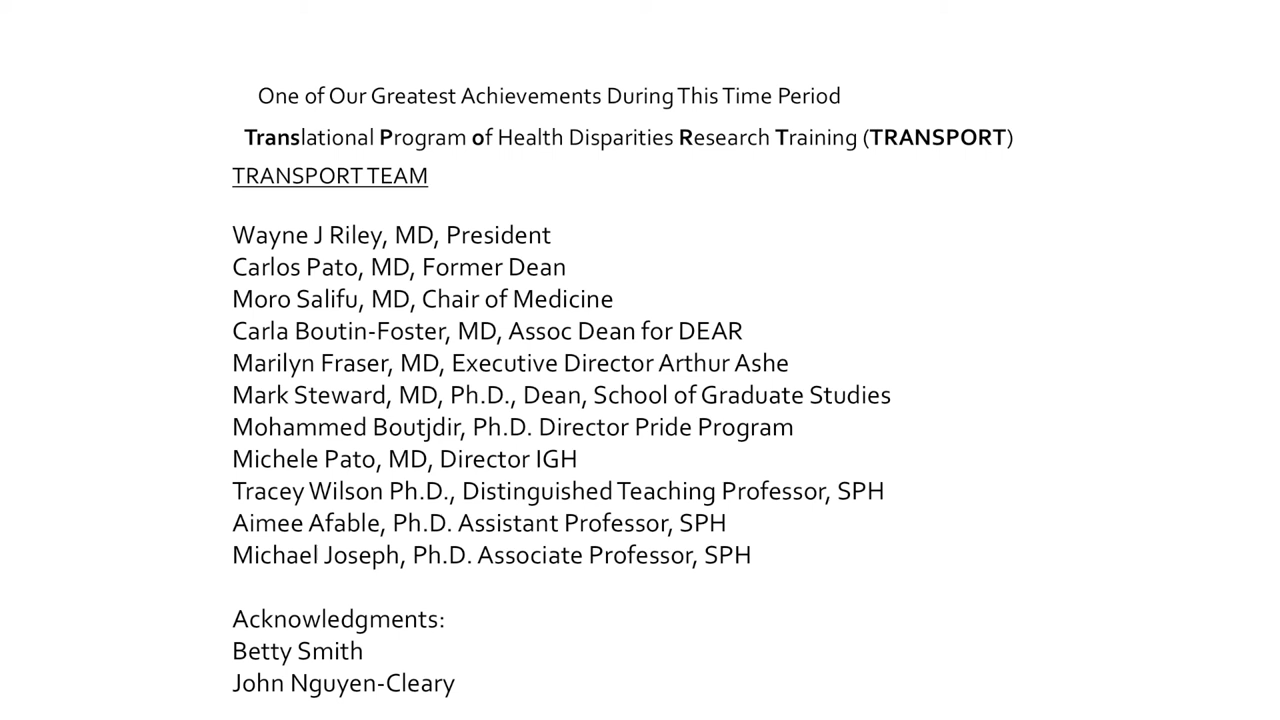 One of Our Greatest Achievements During This Time Period
Translational Program of Health Disparities Research Training (TRANSPORT)
TRANSPORT TEAM
Wayne J Riley, MD, President
Carlos Pato, MD, Former Dean
Moro Salifu, MD, Chair of Medicine
Carla Boutin-Foster, MD, Assoc Dean for DEAR
Marilyn Fraser, MD, Executive Director Arthur Ashe
Mark Steward, MD, Ph.D., Dean, School of Graduate Studies
Mohammed Boutjdir, Ph.D. Director Pride Program
Michele Pato, MD, Director IGH
Tracey Wilson Ph.D., Distinguished Teaching Professor, SPH
Aimee Afable, Ph.D. Assistant Professor, SPH
Michael Joseph, Ph.D. Associate Professor, SPH
Acknowledgments:
Betty Smith
John Nguyen-Cleary